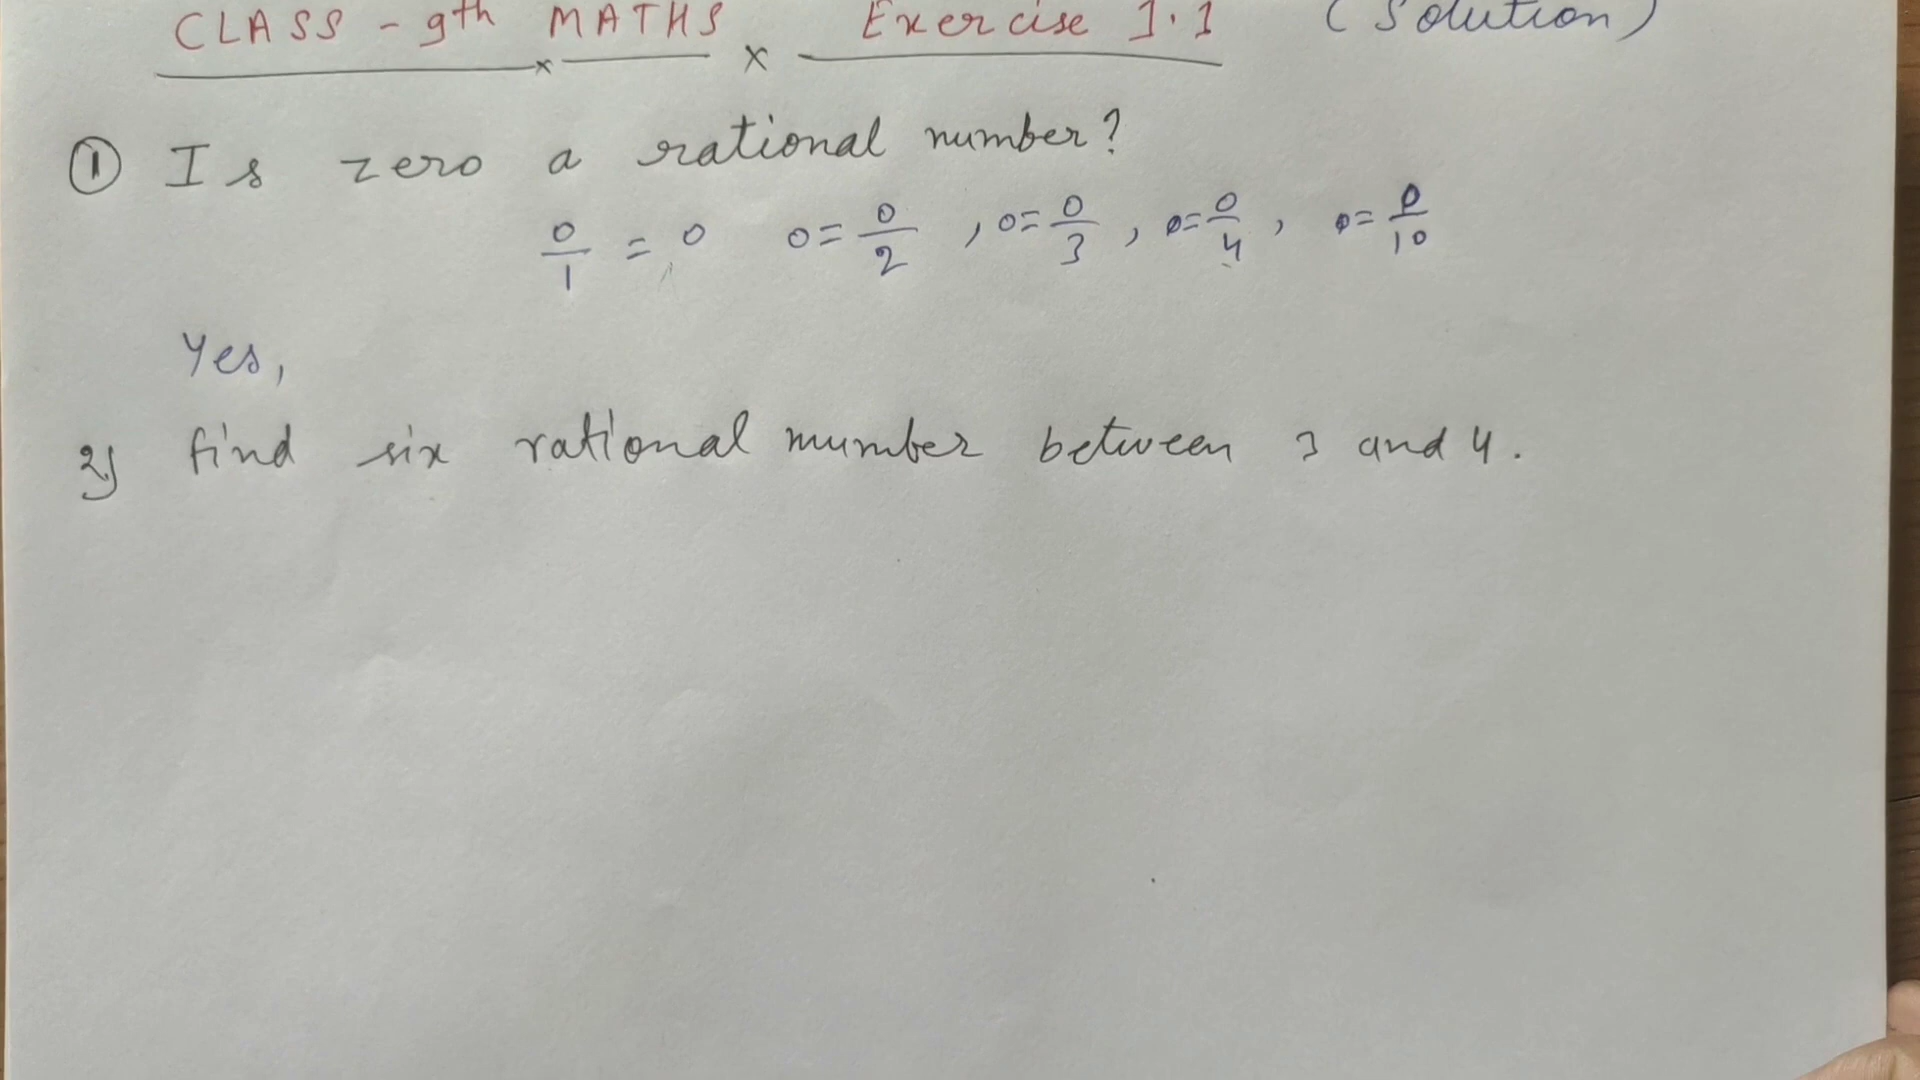 CLASS - 9th MATHS Exercise 1.1 (Solution)
① Is zero a rational number?
0/1 = 0 0=0/2 , 0=0/3 , 0=0/4 , 0=0/10
Yes,
2) find six rational number between 3 and 4.